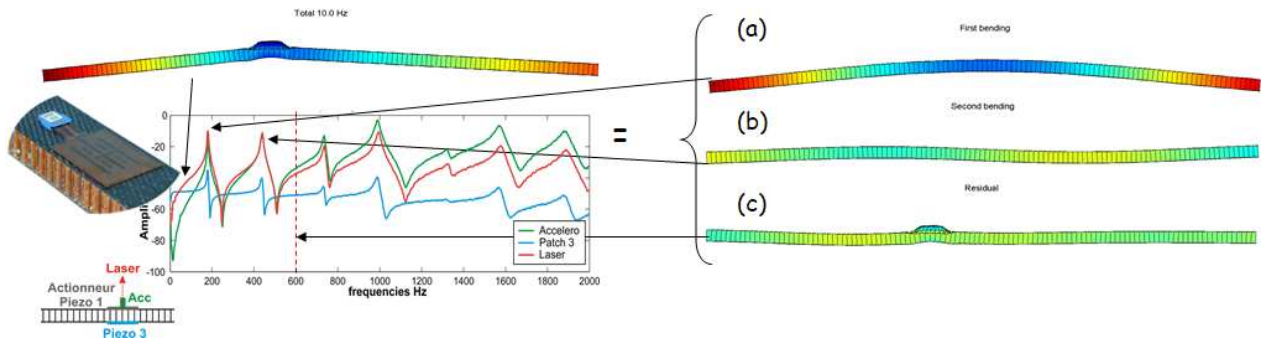 Total 10.0 Hz
=
(a)
First bending
Second bending
(b)
Residual
(c)
0
-20
-40
-60
-80
-100
Accelero
Patch 3
Laser
0 200 400 600 800 1000 1200 1400 1600 1800 2000
frequencies Hz
Laser
Actionneur
Piezo 1
Acc
Piezo 3